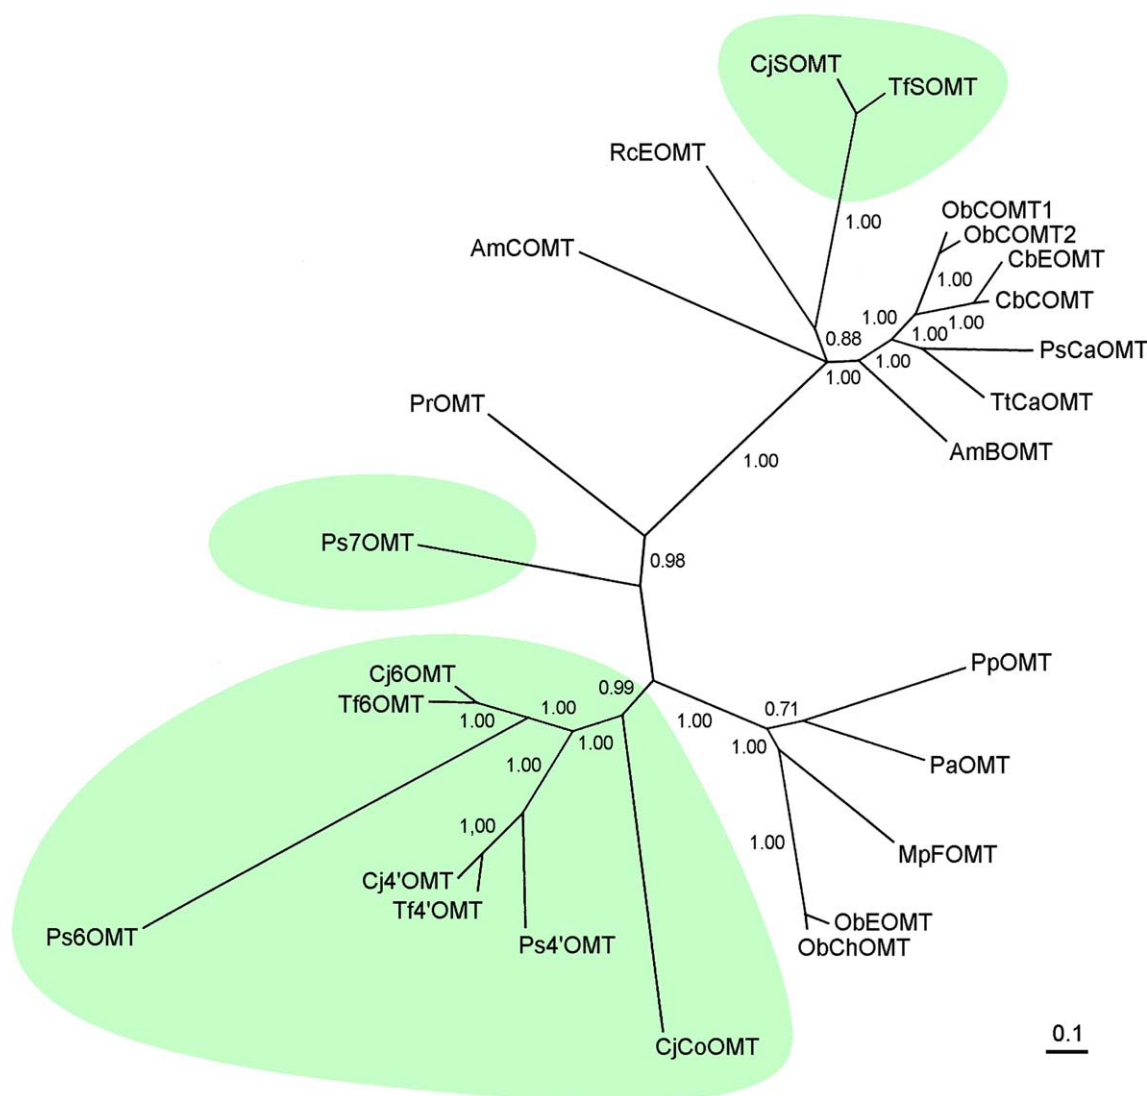 CjSOMT
TfSOMT
RcEOMT
ObCOMT1
1.00
ObCOMT2
AmCOMT
CbEOMT
1.00
CbCOMT
1.00
1.00
1.00
0.88
PsCaOMT
1.00
1.00
TtCaOMT
PrOMT
AmBOMT
1.00
Ps7OMT
0.98
PpOMT
Cj6OMT
0.99
Tf6OMT
0.71
1.00
1.00
1.00
1.00
1.00
PaOMT
1.00
1,00
1.00
MpFOMT
Cj4'OMT
Tf4'OMT
ObEOMT
Ps6OMT
Ps4'OMT
ObChOMT
0.1
CjCoOMT